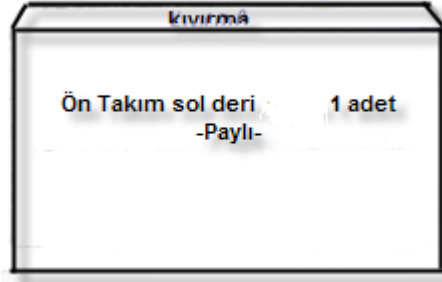 kıvırma
Ön Takım sol deri 1 adet
-Paylı-